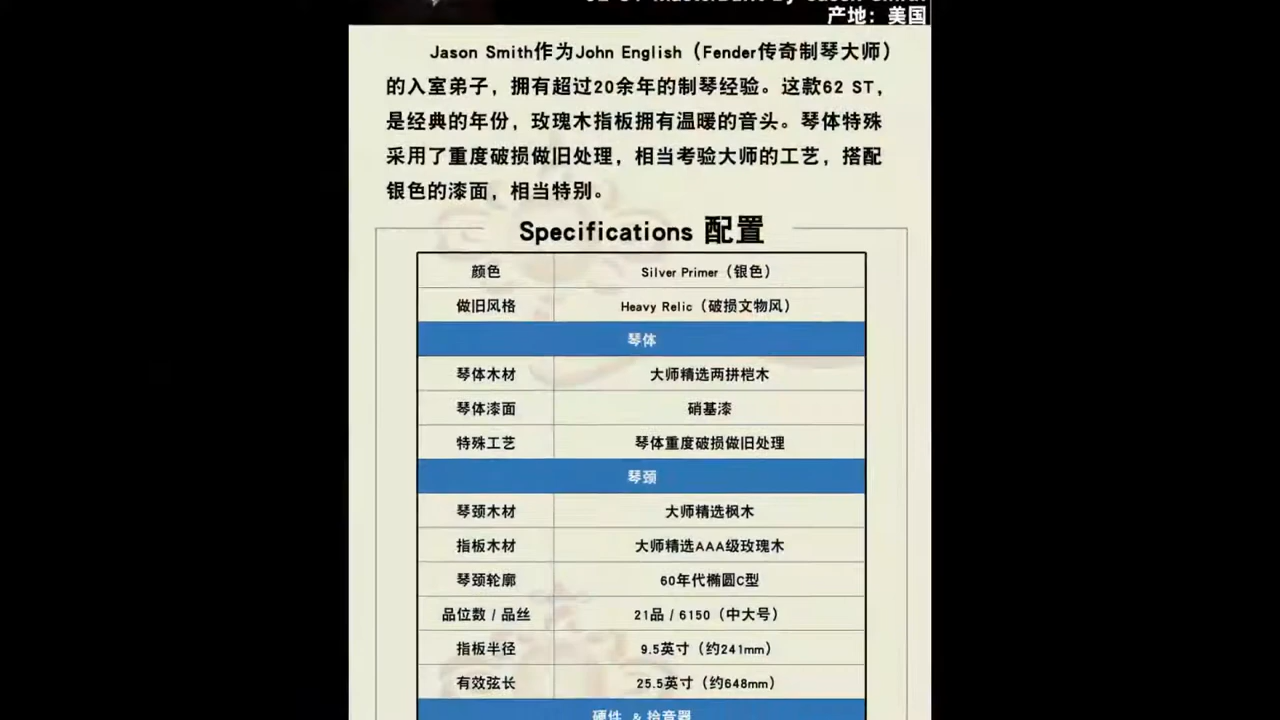 产地：美国
Jason Smith作为John English（Fender传奇制琴大师）
的入室弟子，拥有超过20余年的制琴经验。这款62 ST，
是经典的年份，玫瑰木指板拥有温暖的音头。琴体特殊
采用了重度破损做旧处理，相当考验大师的工艺，搭配
银色的漆面，相当特别。
Specifications 配置
颜色 Silver Primer（银色）
做旧风格 Heavy Relic（破损文物风）
琴体
琴体木材 大师精选两拼桤木
琴体漆面 硝基漆
特殊工艺 琴体重度破损做旧处理
琴颈
琴颈木材 大师精选枫木
指板木材 大师精选AAA级玫瑰木
琴颈轮廓 60年代椭圆C型
品位数 / 品丝 21品 / 6150（中大号）
指板半径 9.5英寸（约241mm）
有效弦长 25.5英寸（约648mm）
硬件 & 拾音器